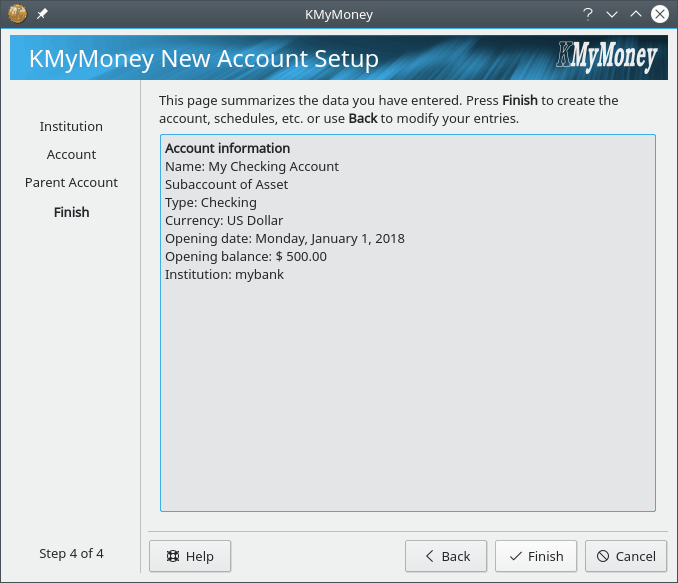 KMyMoney
KMyMoney New Account Setup
KMyMoney
Institution
Account
Parent Account
Finish
Step 4 of 4
This page summarizes the data you have entered. Press Finish to create the
account, schedules, etc. or use Back to modify your entries.
Account information
Name: My Checking Account
Subaccount of Asset
Type: Checking
Currency: US Dollar
Opening date: Monday, January 1, 2018
Opening balance: $ 500.00
Institution: mybank
Help
Back
Finish
Cancel